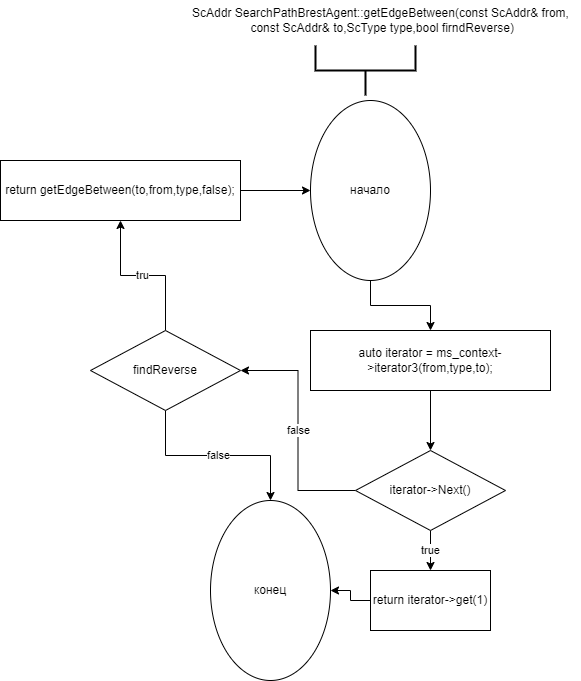 ScAddr SearchPathBrestAgent::getEdgeBetween(const ScAddr& from,
const ScAddr& to,ScType type,bool firndReverse)
начало
return getEdgeBetween(to,from,type,false);
tru
auto iterator = ms_context-
>iterator3(from,type,to);
findReverse
false
false
iterator->Next()
true
конец
return iterator->get(1)